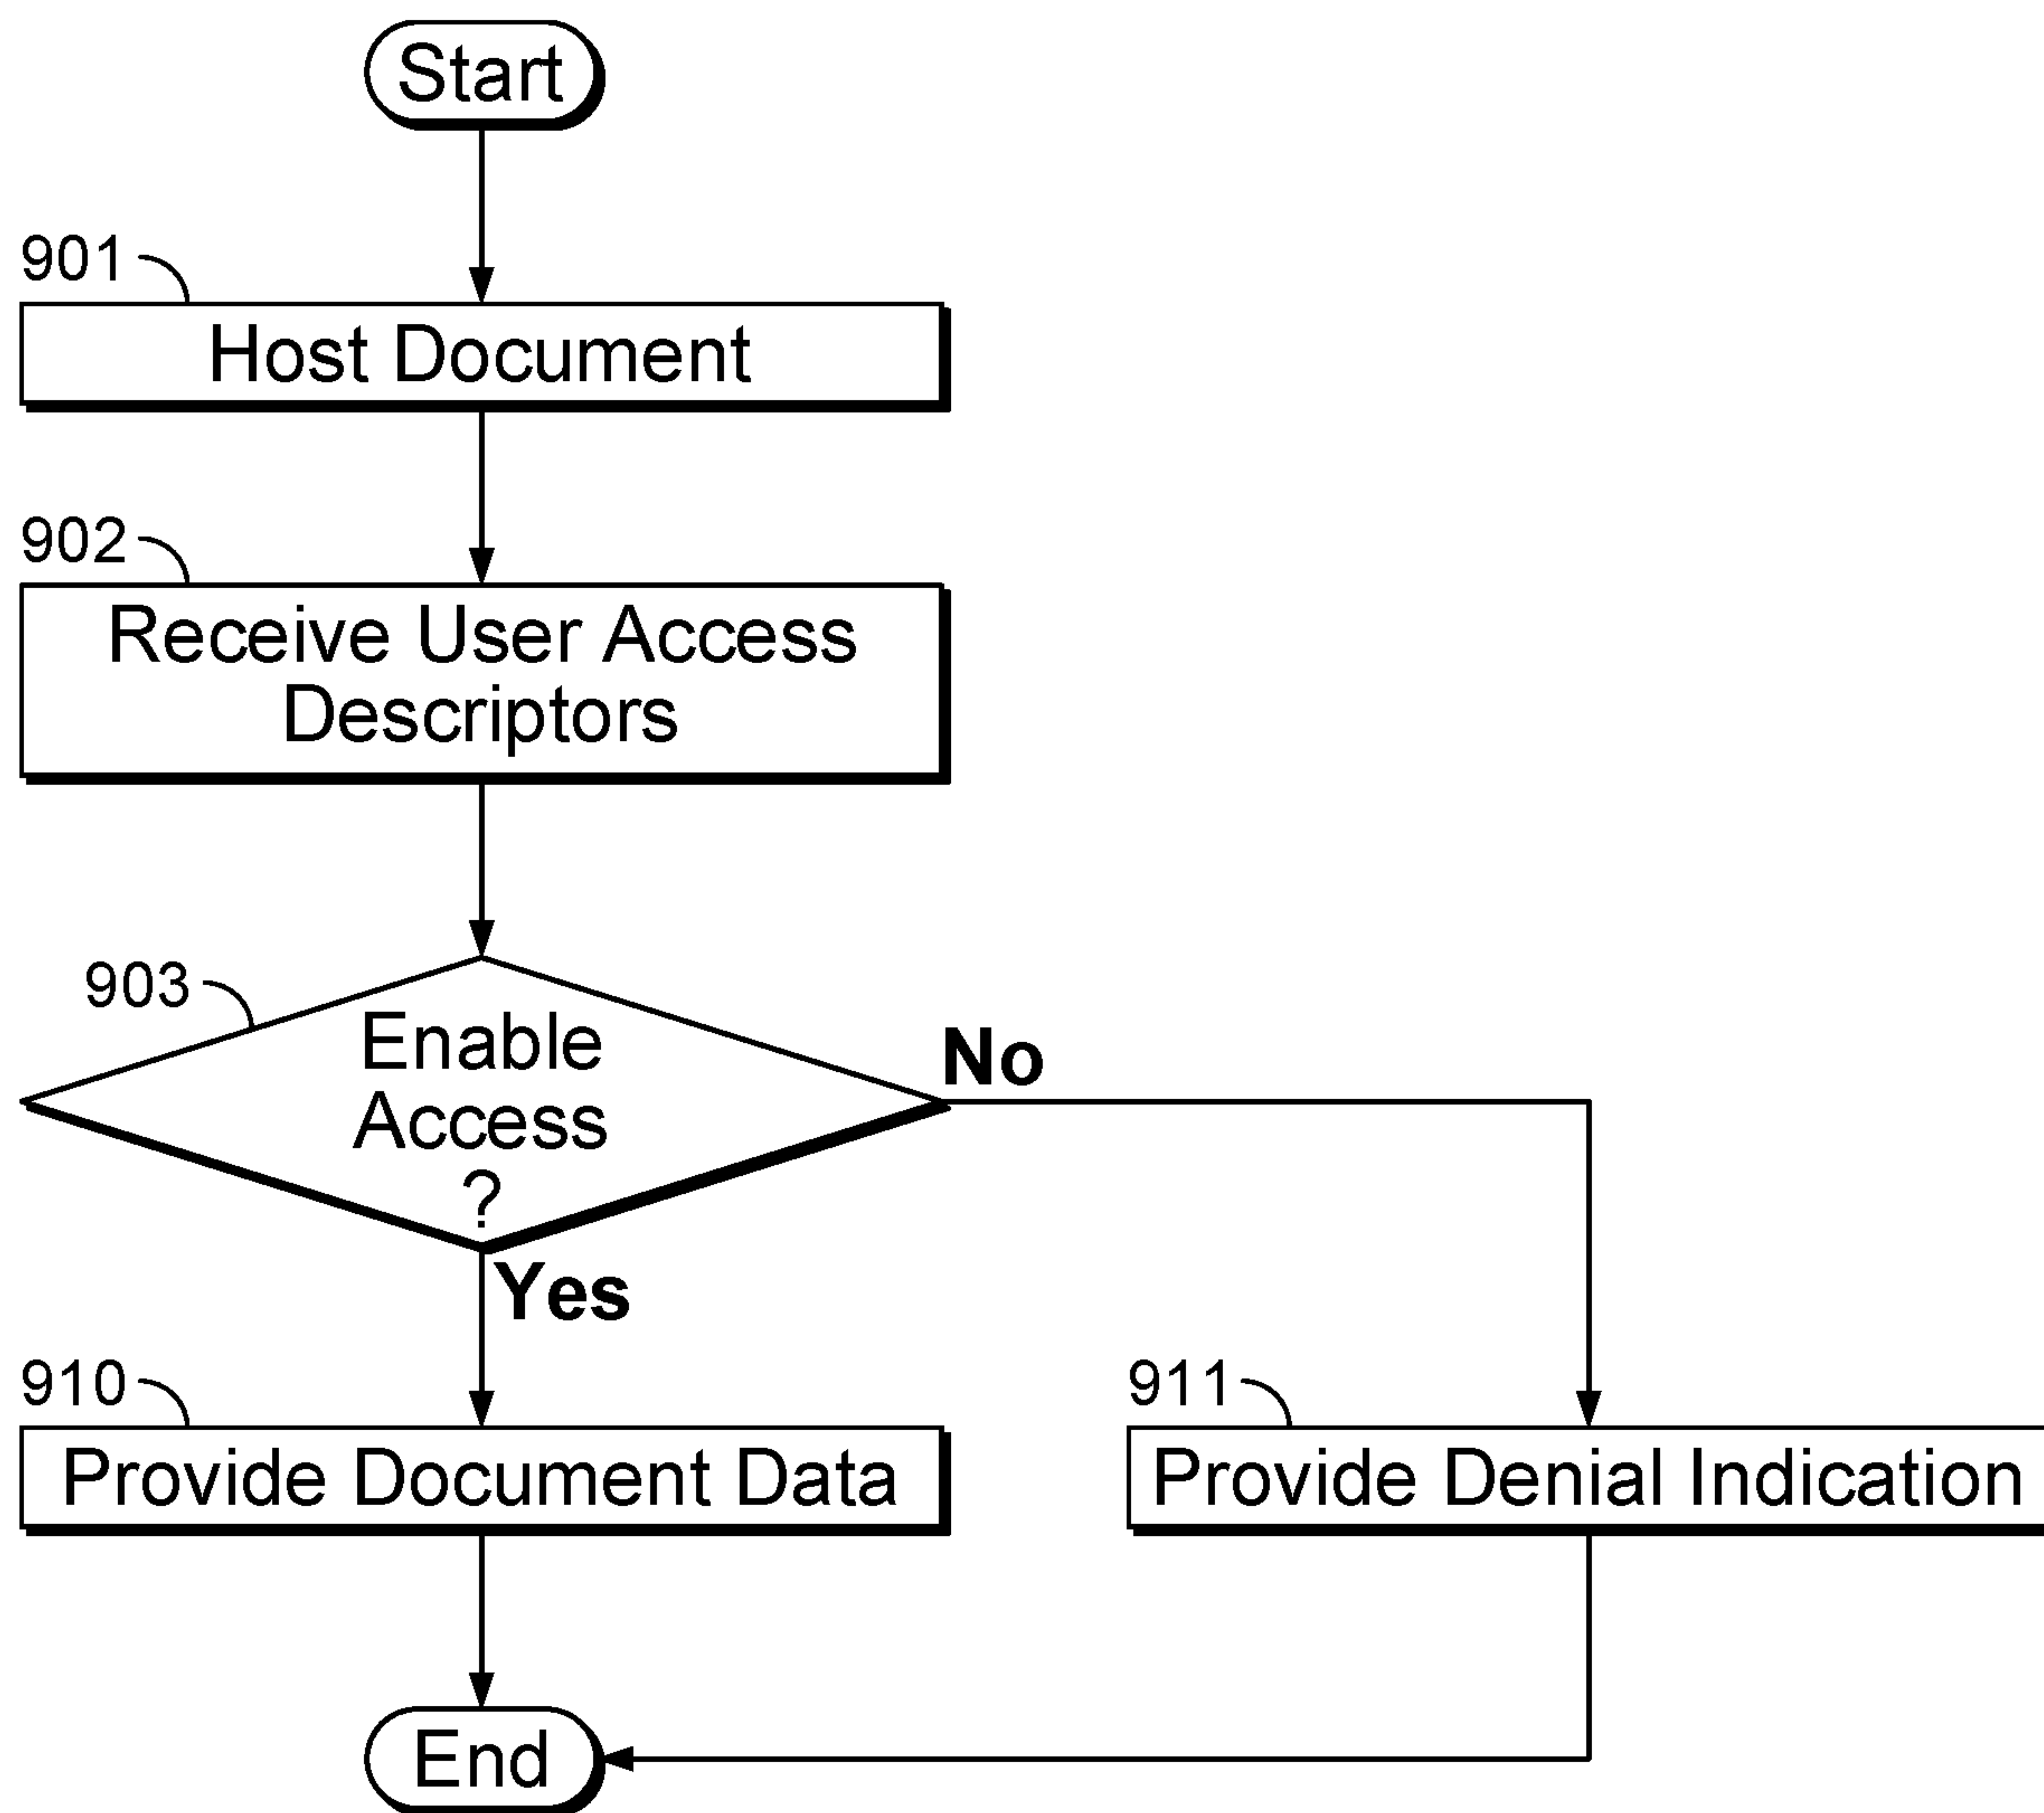 Start
901
Host Document
902
Receive User Access
Descriptors
903
Enable
Access
?
No
Yes
910
Provide Document Data
911
Provide Denial Indication
End